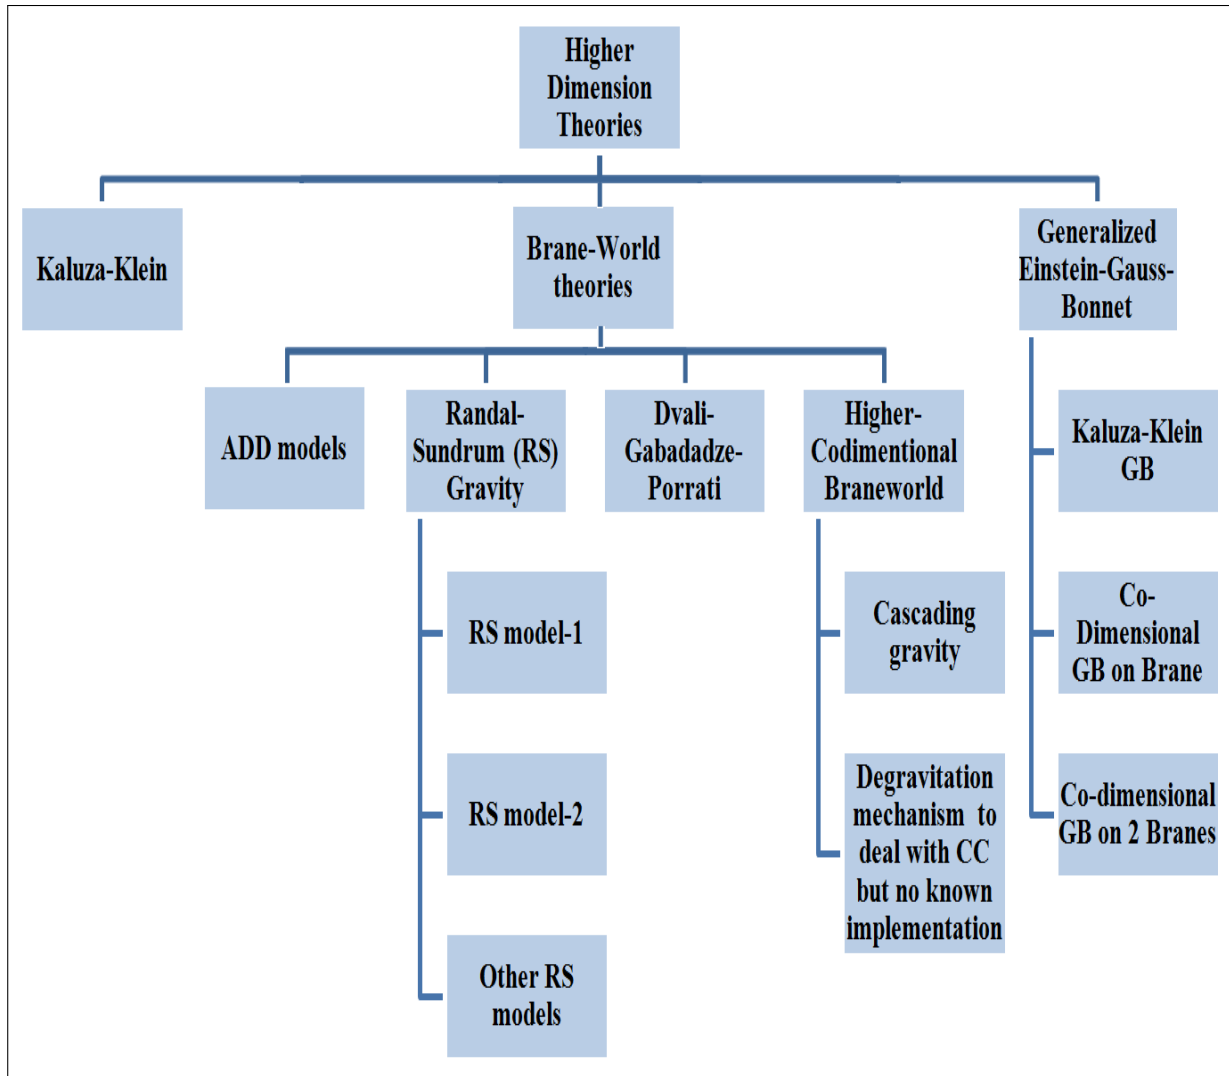 Higher
Dimension
Theories
Kaluza-Klein
Brane-World
theories
Generalized
Einstein-Gauss-
Bonnet
ADD models
Randal-
Sundrum (RS)
Gravity
Dvali-
Gabadadze-
Porrati
Higher-
Codimentional
Braneworld
Kaluza-Klein
GB
RS model-1
Cascading
gravity
Co-
Dimensional
GB on Brane
RS model-2
Degravitation
mechanism to
deal with CC
but no known
implementation
Co-dimensional
GB on 2 Branes
Other RS
models